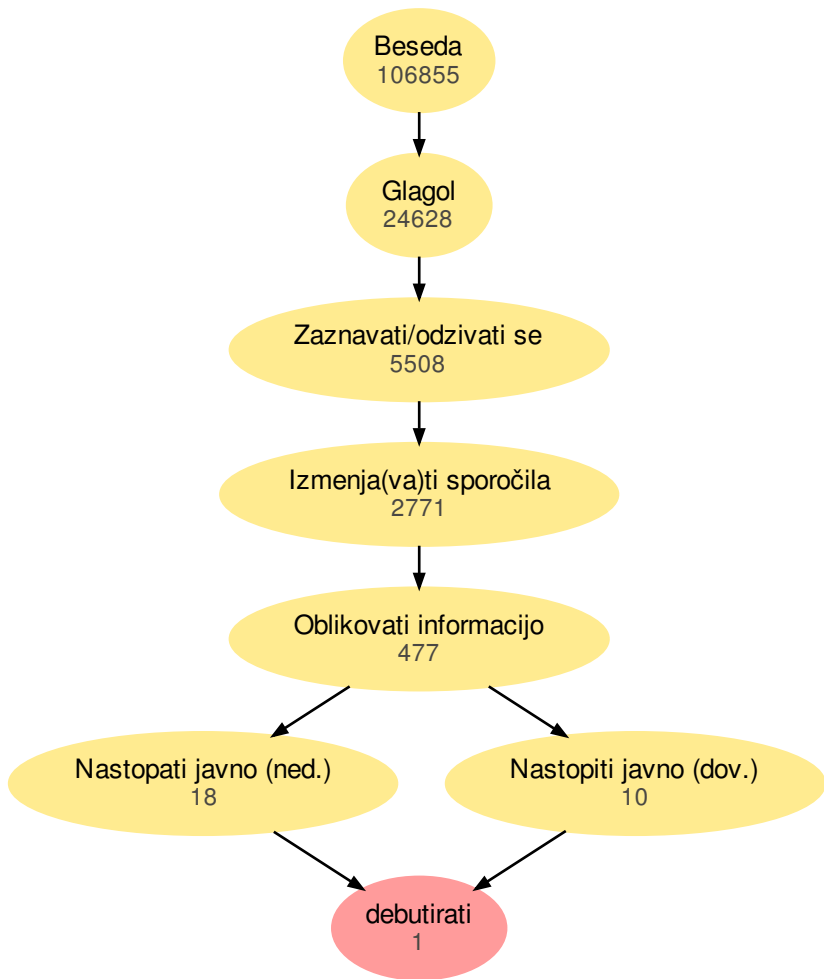 Beseda
106855
Glagol
24628
Zaznavati/odzivati se
5508
Izmenja(va)ti sporočila
2771
Oblikovati informacijo
477
Nastopati javno (ned.)
18
Nastopiti javno (dov.)
10
debutirati
1